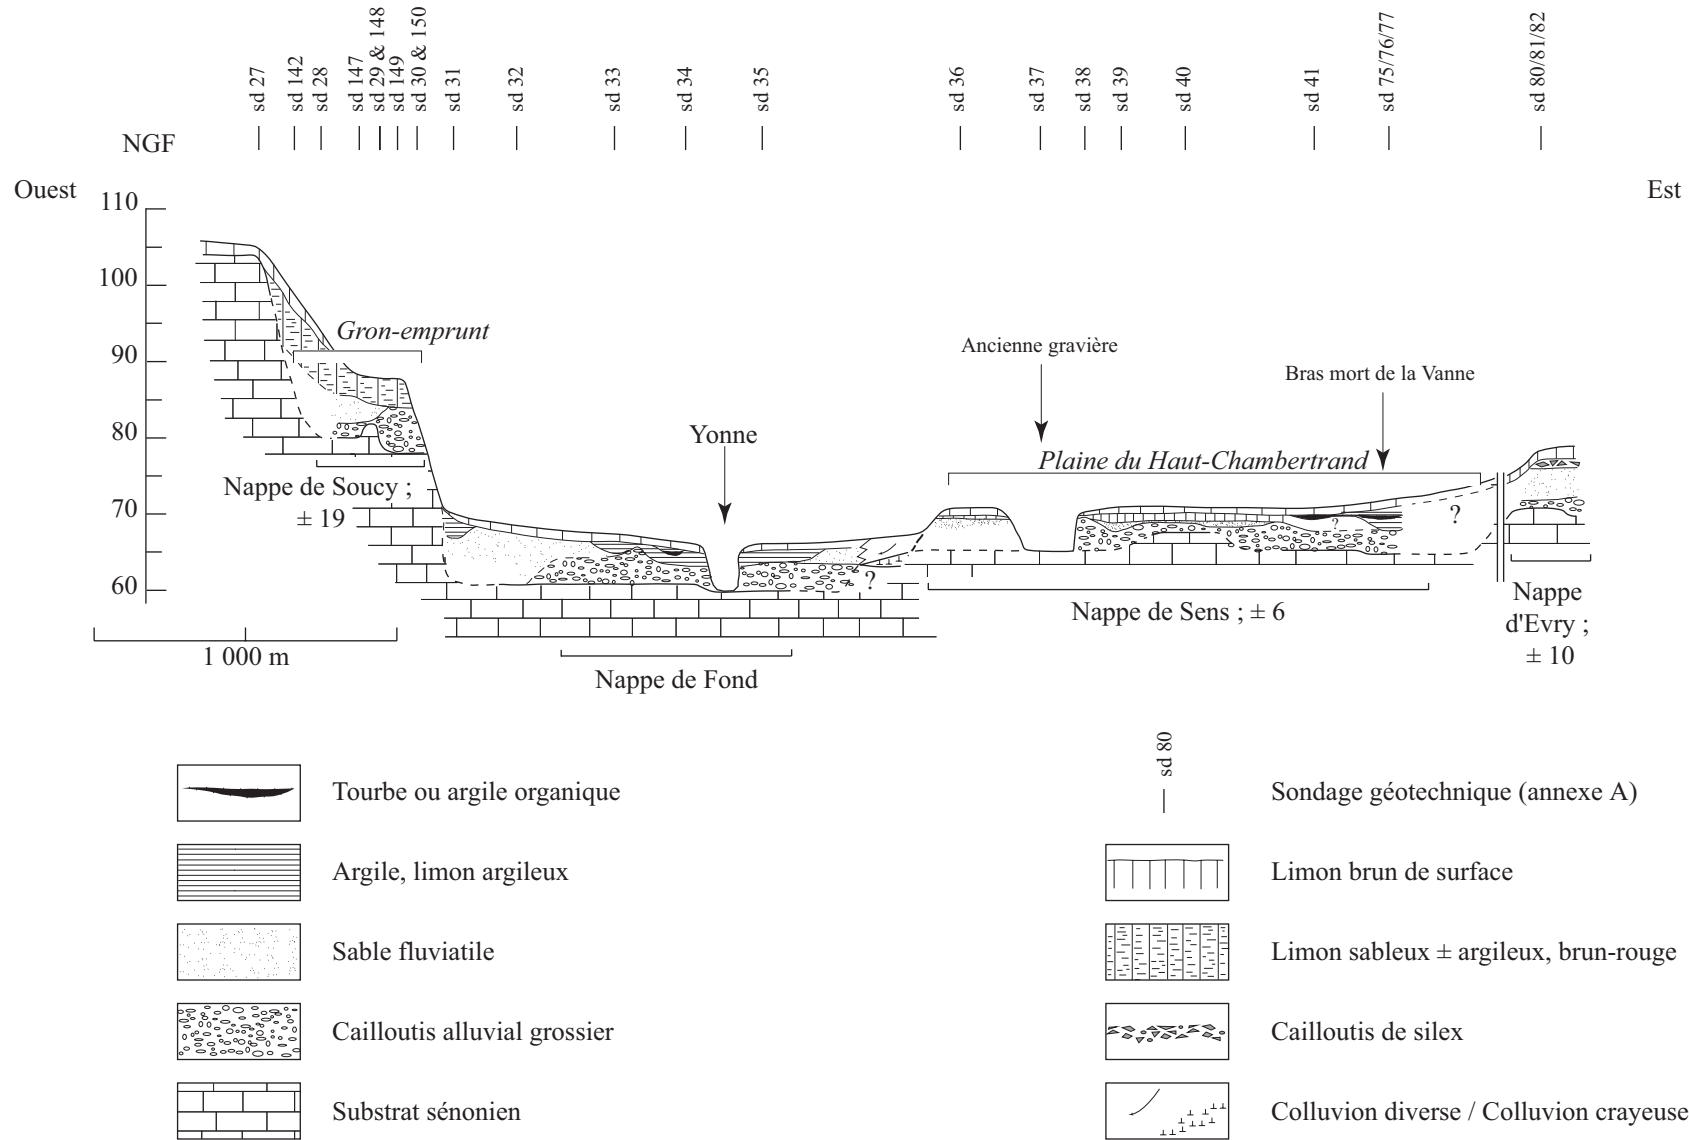 sd 27
sd 142
sd 28
sd 147
sd 29 & 148
sd 149
sd 30 & 150
sd 31
sd 32
sd 33
sd 34
sd 35
sd 36
sd 37
sd 38
sd 39
sd 40
sd 41
sd 75/76/77
sd 80/81/82
NGF
Ouest
Est
110
100
90
80
70
60
Gron-emprunt
Ancienne gravière
Bras mort de la Vanne
Yonne
Plaine du Haut-Chambertrand
Nappe de Soucy ;
± 19
?
?
?
Nappe de Sens ; ± 6
Nappe
d'Evry ;
± 10
1 000 m
Nappe de Fond
Tourbe ou argile organique
Argile, limon argileux
Sable fluviatile
Cailloutis alluvial grossier
Substrat sénonien
sd 80
Sondage géotechnique (annexe A)
Limon brun de surface
Limon sableux ± argileux, brun-rouge
Cailloutis de silex
Colluvion diverse / Colluvion crayeuse